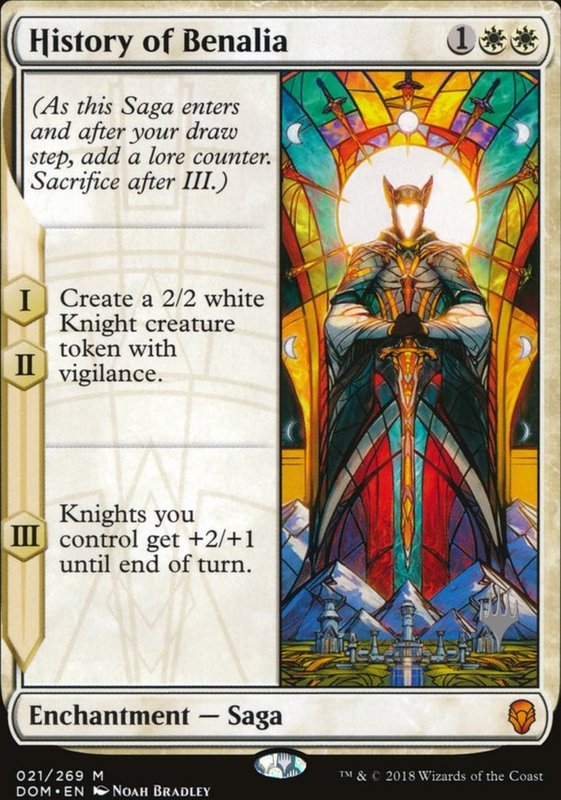 History of Benalia 1
(As this Saga enters
and after your draw
step, add a lore counter.
Sacrifice after III.)
I
II
Create a 2/2 white
Knight creature
token with
vigilance.
III
Knights you
control get +2/+1
until end of turn.
Enchantment — Saga
021/269 M
DOM • EN Noah Bradley
™ & © 2018 Wizards of the Coast